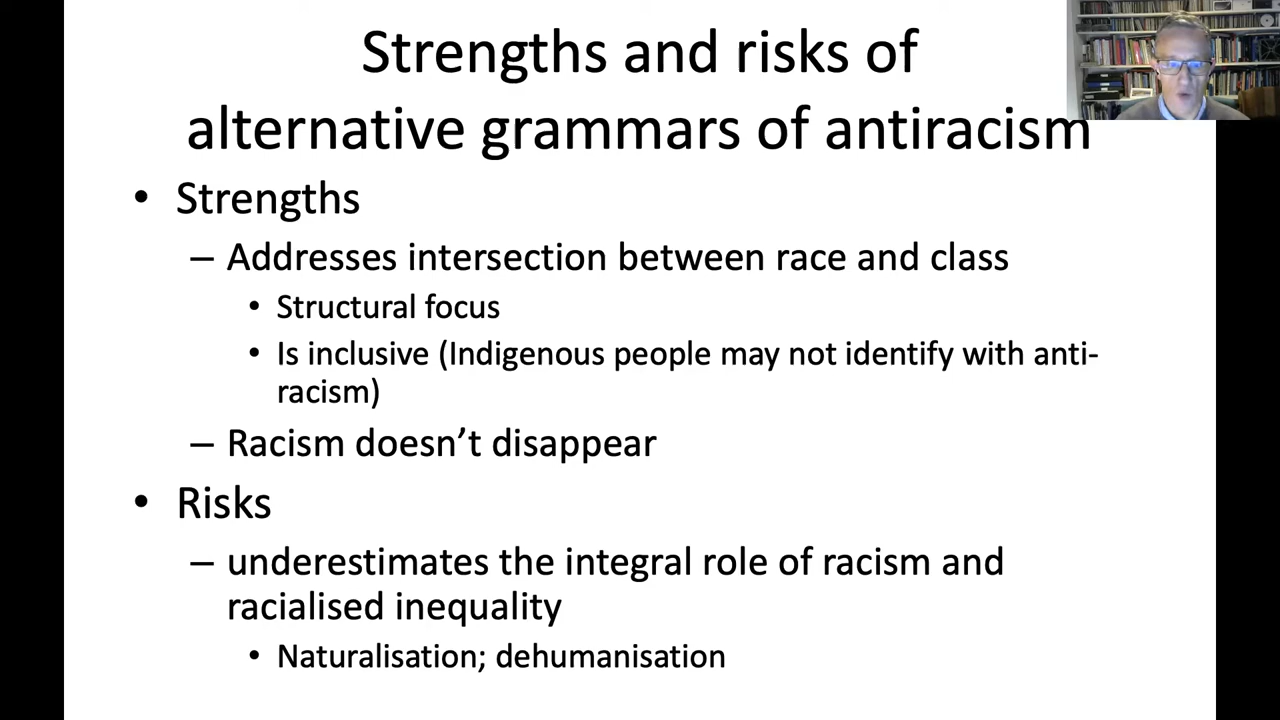 Strengths and risks of
alternative grammars of antiracism
• Strengths
– Addresses intersection between race and class
• Structural focus
• Is inclusive (Indigenous people may not identify with anti-
racism)
– Racism doesn’t disappear
• Risks
– underestimates the integral role of racism and
racialised inequality
• Naturalisation; dehumanisation